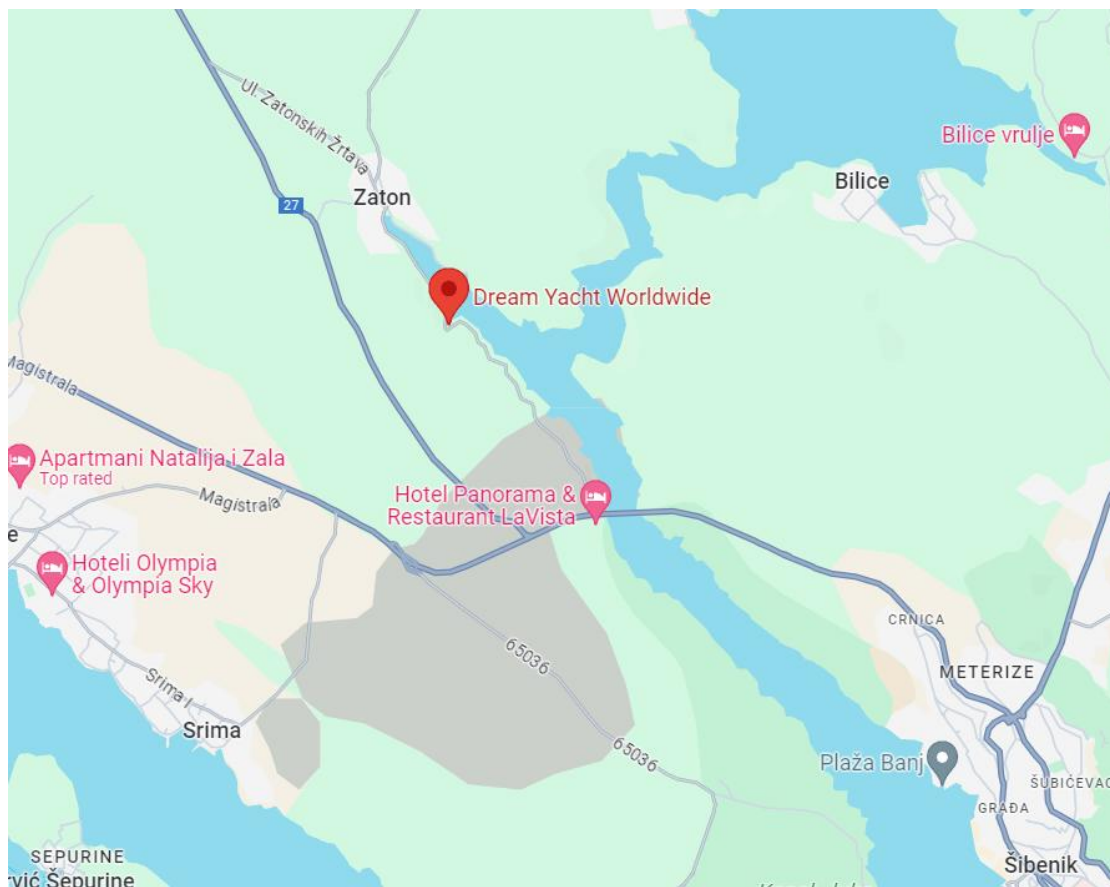 Ul. Zatonskih Žrtava
Bilice vrulje
Bilice
Zaton
27
Dream Yacht Worldwide
Magistrala
Apartmani Natalija i Zala
Top rated
Magistrala
Hotel Panorama &
Restaurant LaVista
e
Hoteli Olympia
& Olympia Sky
CRNICA
65036
METERIZE
Srima I
Srima
65036
Plaža Banj
ŠUBIĆEVAC
GRAĐA
SEPURINE
rvić Šepurine
Šibenik